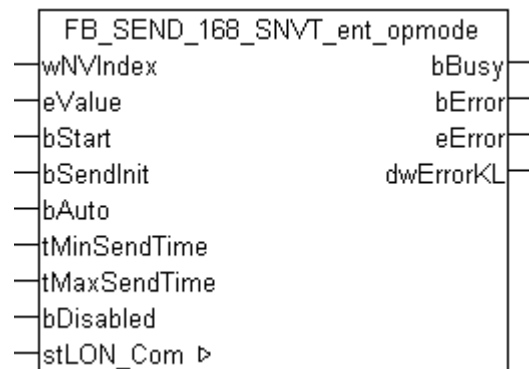 FB_SEND_168_SNVT_ent_opmode
wNVIndex bBusy
eValue bError
bStart eError
bSendInit dwErrorKL
bAuto
tMinSendTime
tMaxSendTime
bDisabled
stLON_Com ▷